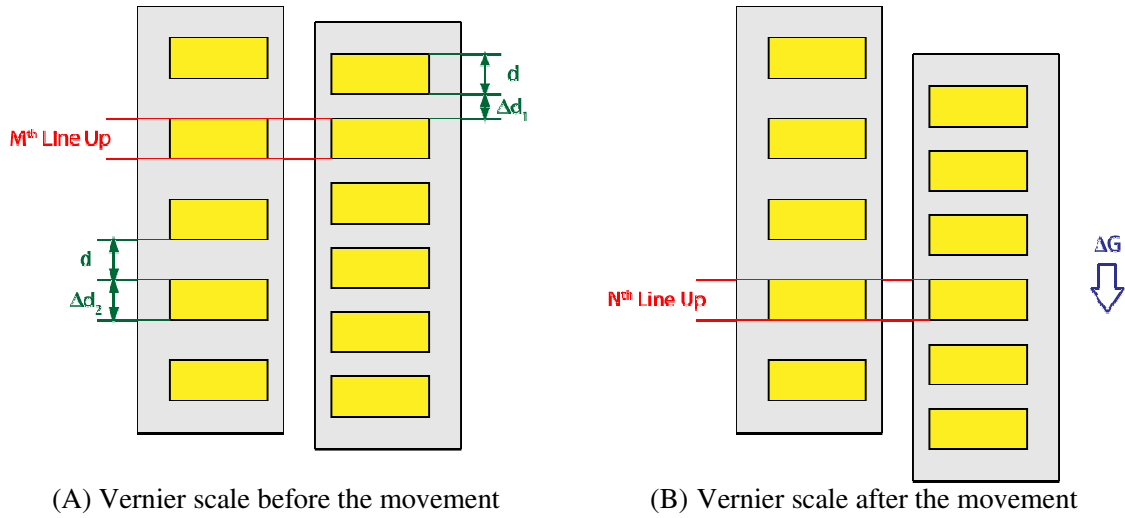 d
Δd₁
Mᵗʰ Line Up
d
Δd₂
ΔG
Nᵗʰ Line Up
(A) Vernier scale before the movement
(B) Vernier scale after the movement